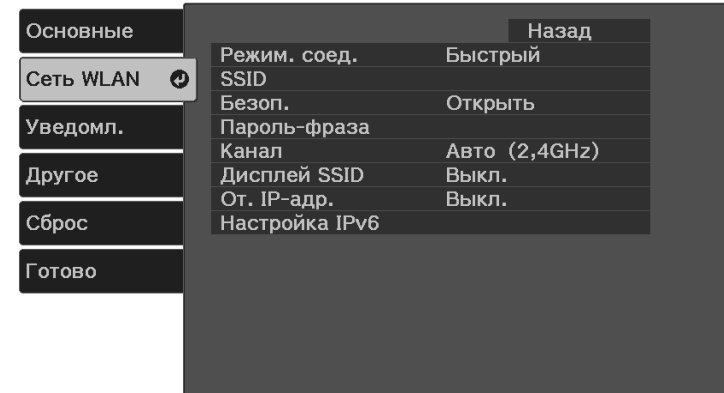 Основные
Сеть WLAN
Уведомл.
Другое
Сброс
Готово
Назад
Режим. соед. Быстрый
SSID
Безоп. Открыть
Пароль-фраза
Канал Авто (2,4GHz)
Дисплей SSID Выкл.
От. IP-адр. Выкл.
Настройка IPv6